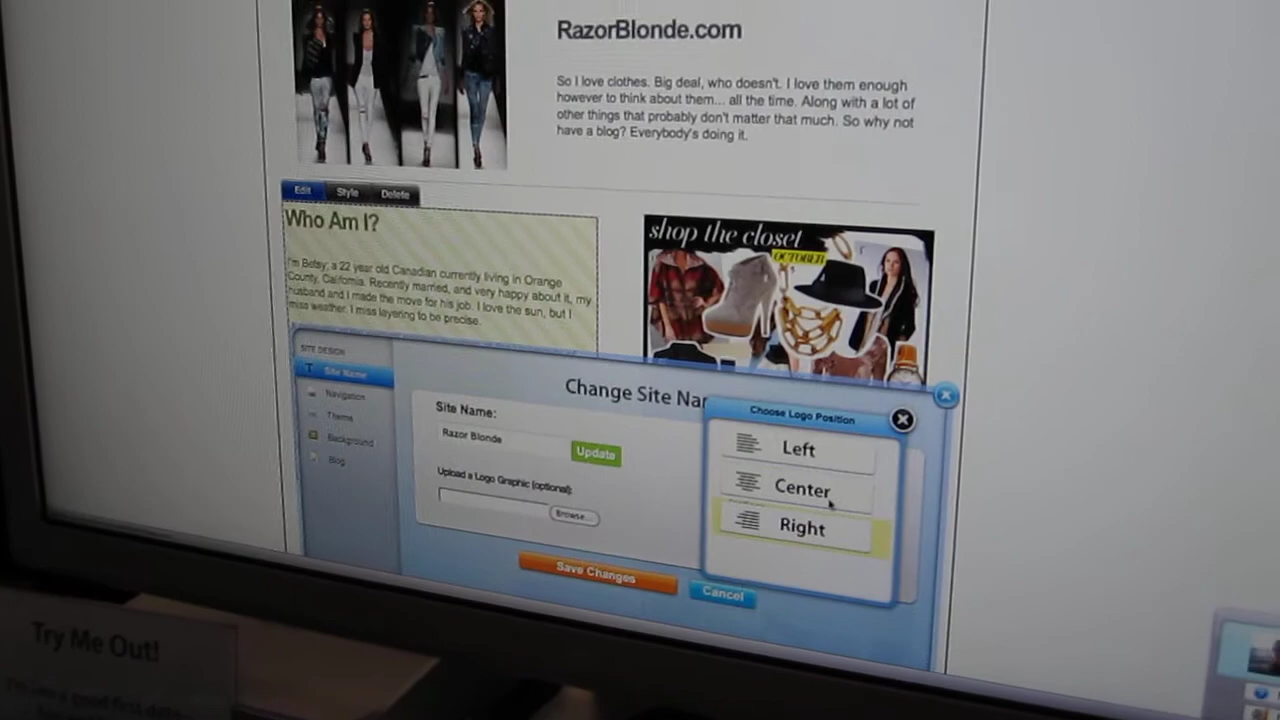 RazorBlonde.com
So I love clothes. Big deal, who doesn't. I love them enough
however to think about them... all the time. Along with a lot of
other things that probably don't matter that much. So why not
have a blog? Everybody's doing it.
Edit Style Delete
Who Am I?
I'm Betsy; a 22 year old Canadian currently living in Orange
County, California. Recently married, and very happy about it, my
husband and I made the move for his job. I love the sun, but I
miss weather. I miss layering to be precise.
shop the closet
OCTOBER
SITE DESIGN
Site Name
Navigation
Theme
Background
Blog
Change Site Nar
Site Name:
Razor Blonde
Update
Upload a Logo Graphic (optional):
Browse...
Save Changes
Cancel
Choose Logo Position
Left
Center
Right
Try Me Out!